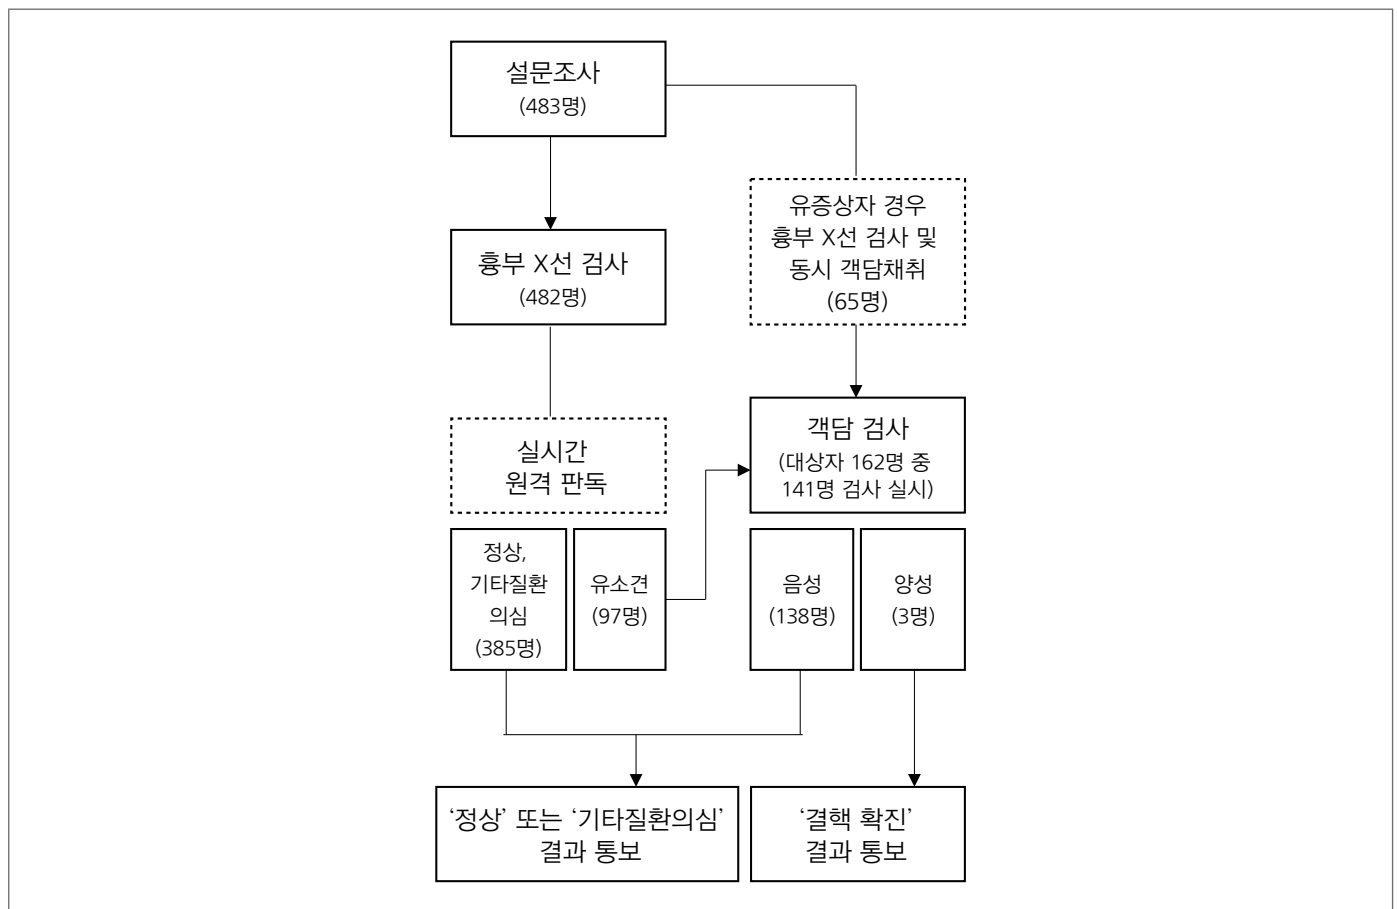 설문조사
(483명)
유증상자 경우
흉부 X선 검사 및
동시 객담채취
(65명)
흉부 X선 검사
(482명)
객담 검사
(대상자 162명 중
141명 검사 실시)
실시간
원격 판독
정상,
기타질환
의심
(385명)
유소견
(97명)
음성
(138명)
양성
(3명)
‘정상’ 또는 ‘기타질환의심’
결과 통보
‘결핵 확진’
결과 통보